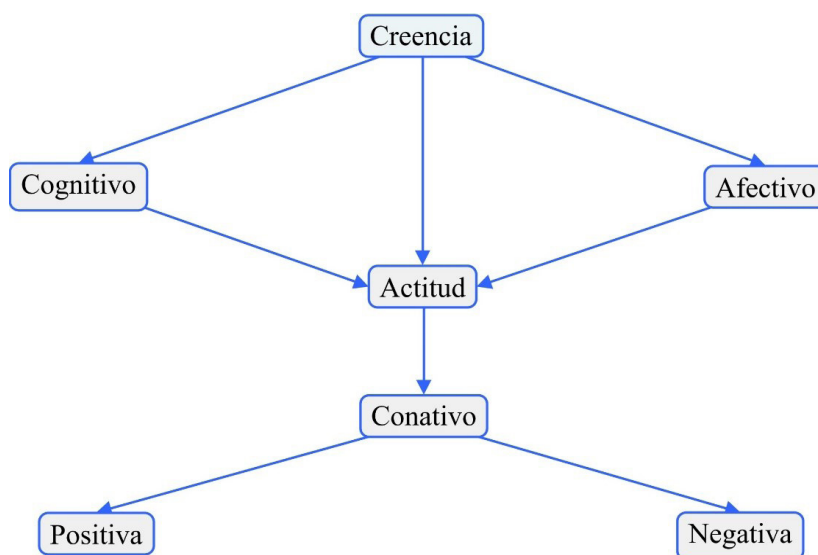 Creencia
Cognitivo
Afectivo
Actitud
Conativo
Positiva
Negativa